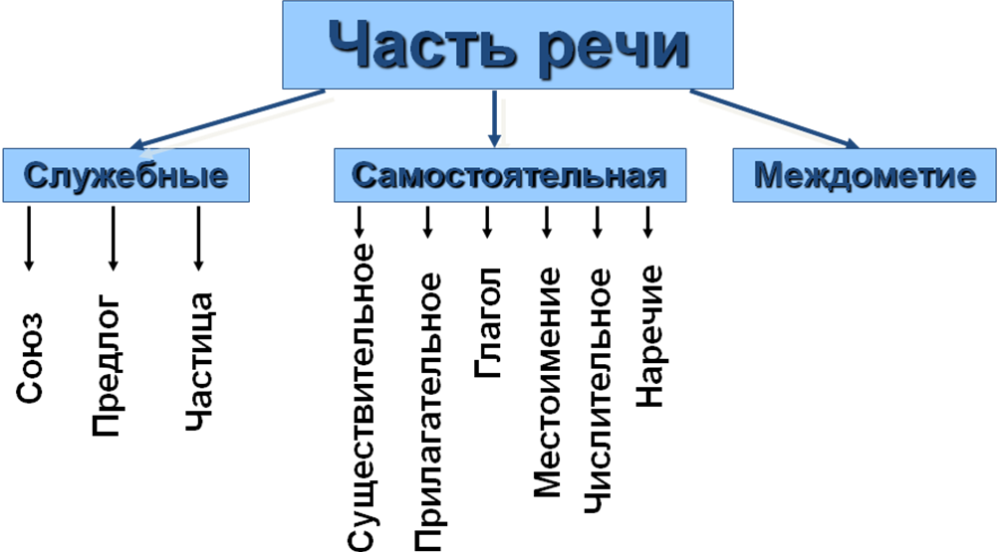 Часть речи
Служебные
Самостоятельная
Междометие
Союз
Предлог
Частица
Существительное
Прилагательное
Глагол
Местоимение
Числительное
Наречие